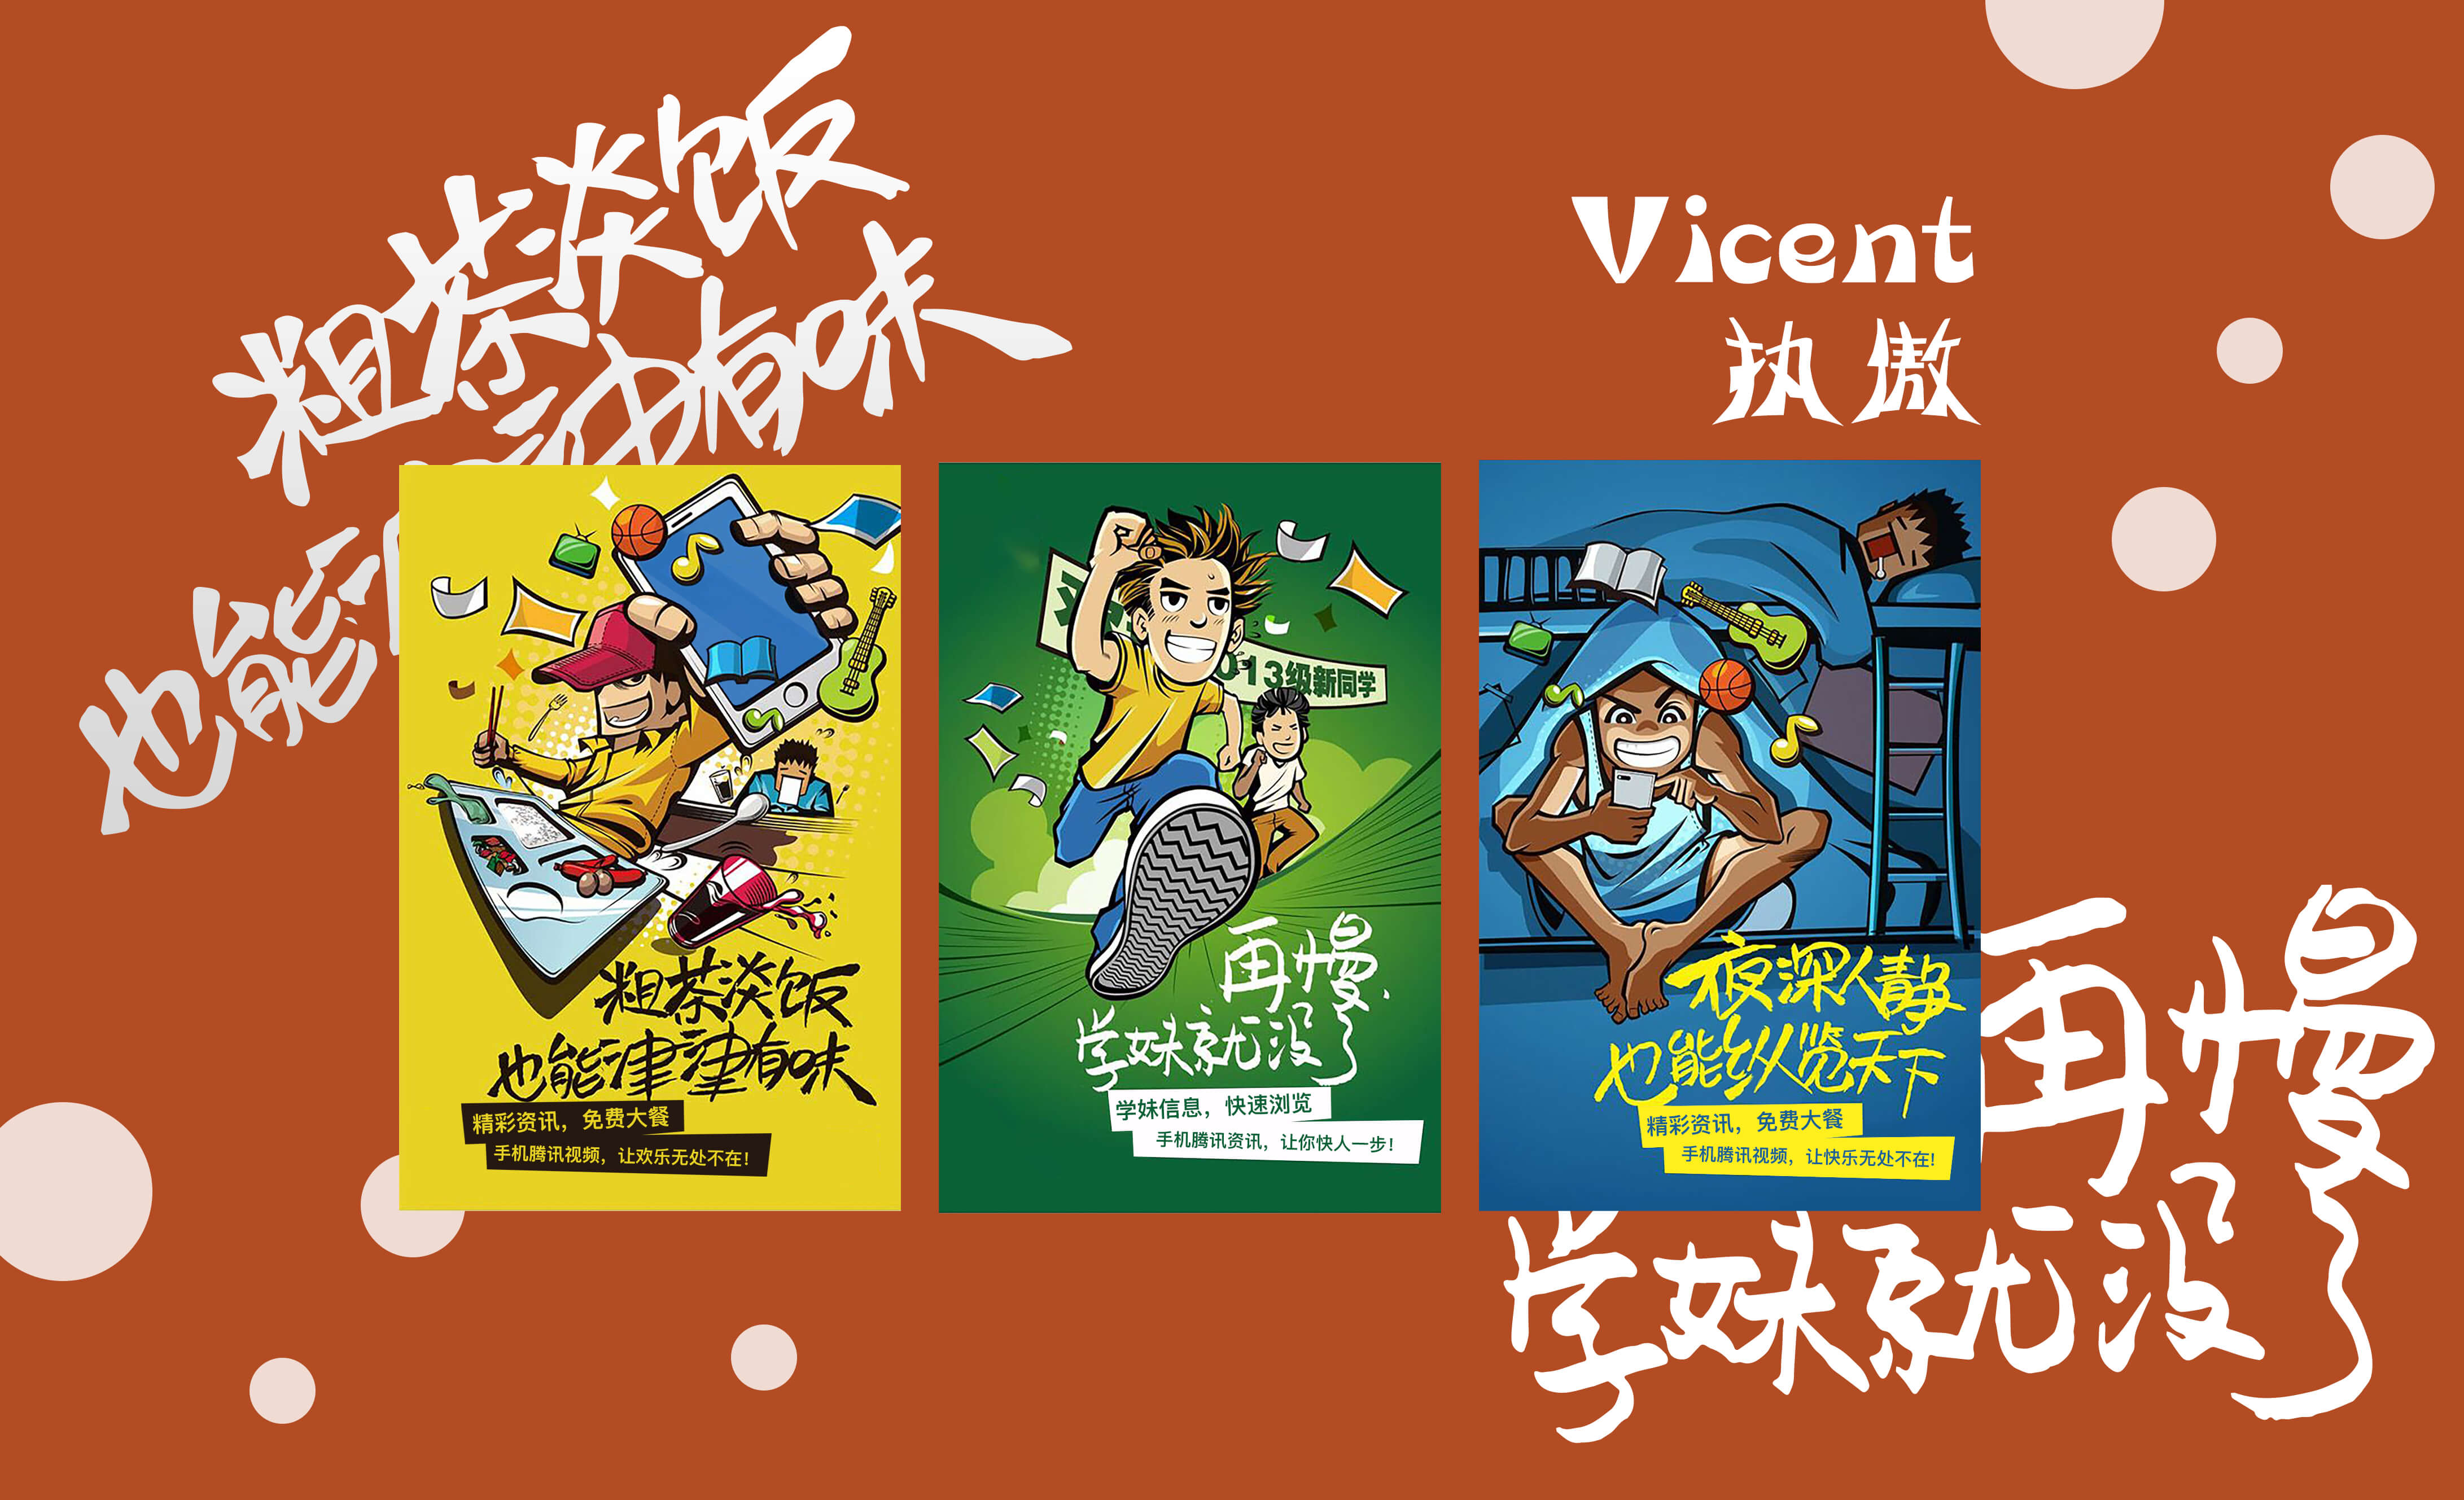 粗茶淡饭
也能津津有味
Vicent
执傲
粗茶淡饭
也能津津有味
精彩资讯，免费大餐
手机腾讯视频，让欢乐无处不在!
013级新同学
再慢
学妹就没了
学妹信息，快速浏览
手机腾讯资讯，让你快人一步!
夜深人静
也能纵览天下
精彩资讯，免费大餐
手机腾讯视频，让快乐无处不在!
再慢
学妹就没了